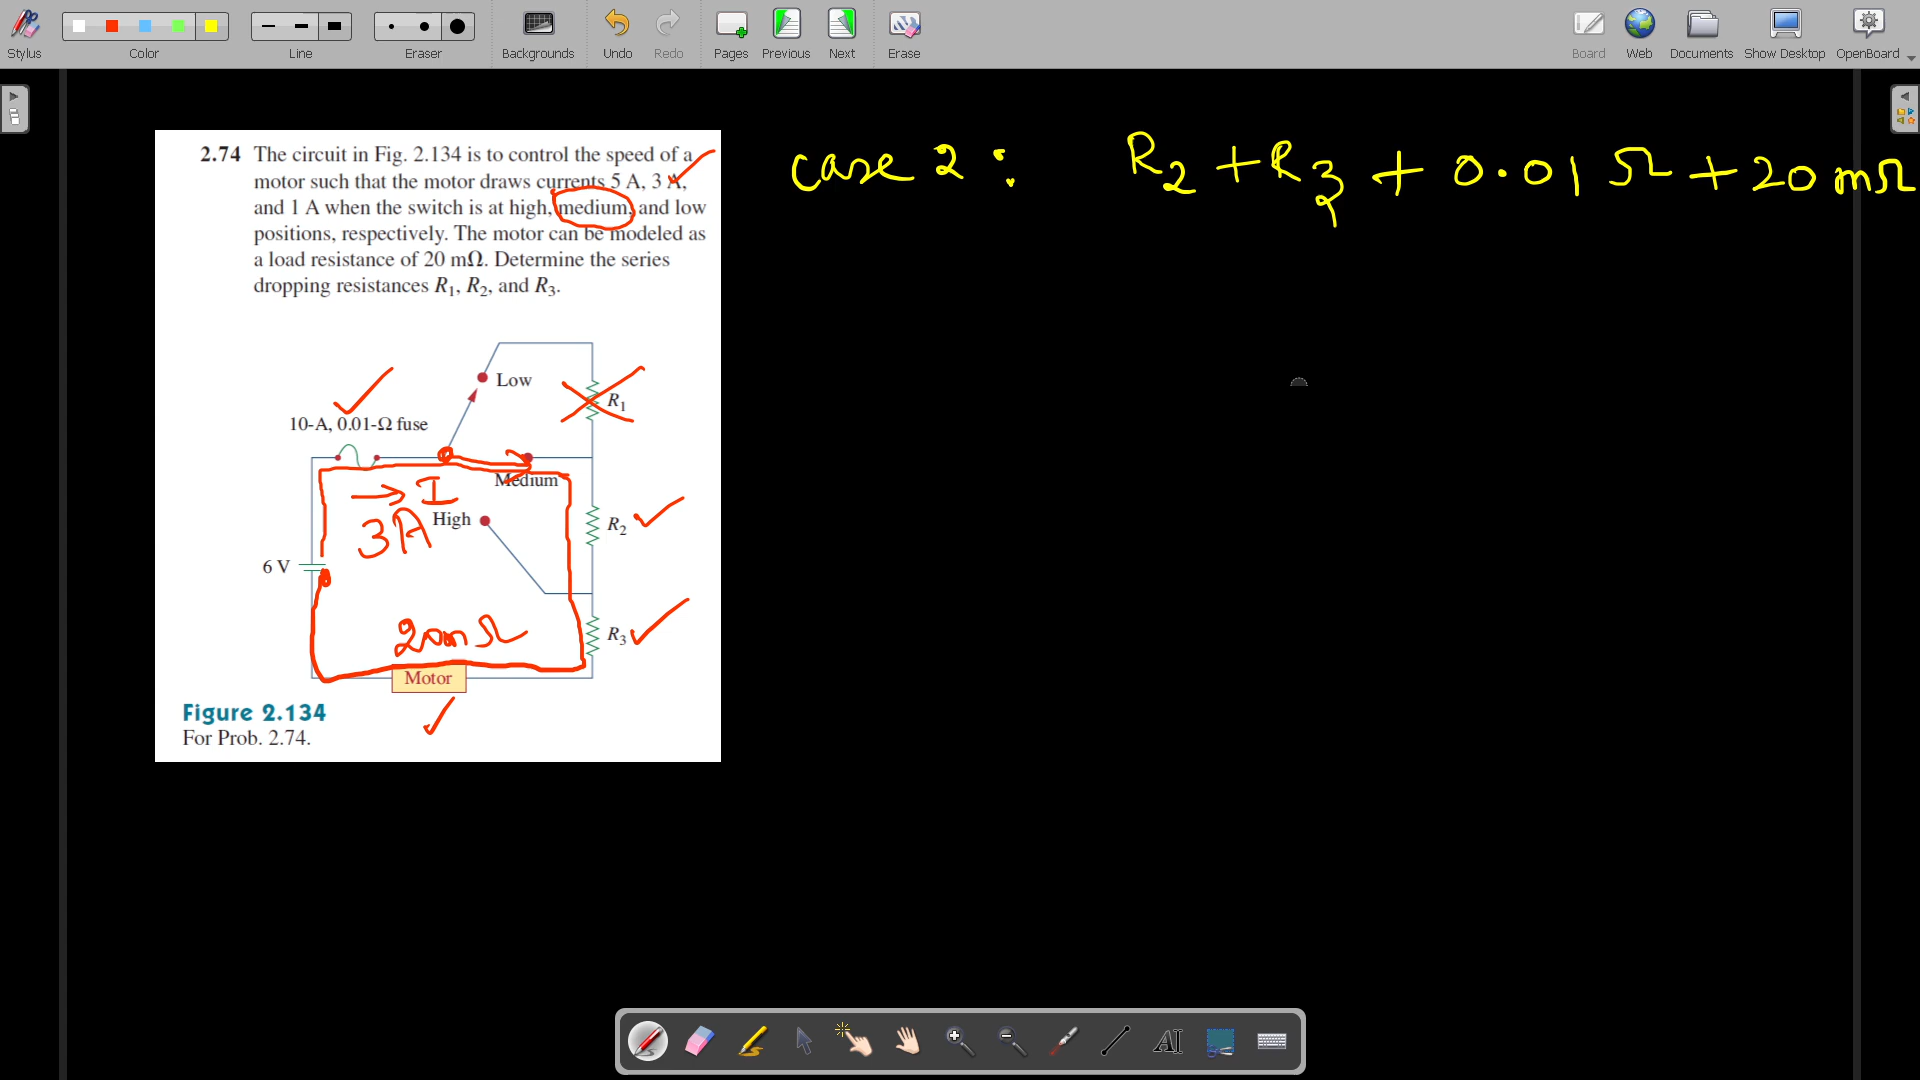 Stylus Color Line Eraser Backgrounds Undo Redo Pages Previous Next Erase Board Web Documents Show Desktop OpenBoard
2.74 The circuit in Fig. 2.134 is to control the speed of a
motor such that the motor draws currents 5 A, 3 A,
and 1 A when the switch is at high, medium, and low
positions, respectively. The motor can be modeled as
a load resistance of 20 mΩ. Determine the series
dropping resistances R₁, R₂, and R₃.
case 2 : R₂ + R₃ + 0.01 Ω + 20 mΩ
Low
R₁
10-A, 0.01-Ω fuse
Medium
I
3A
High
R₂
6 V
20mΩ
R₃
Motor
Figure 2.134
For Prob. 2.74.
AI